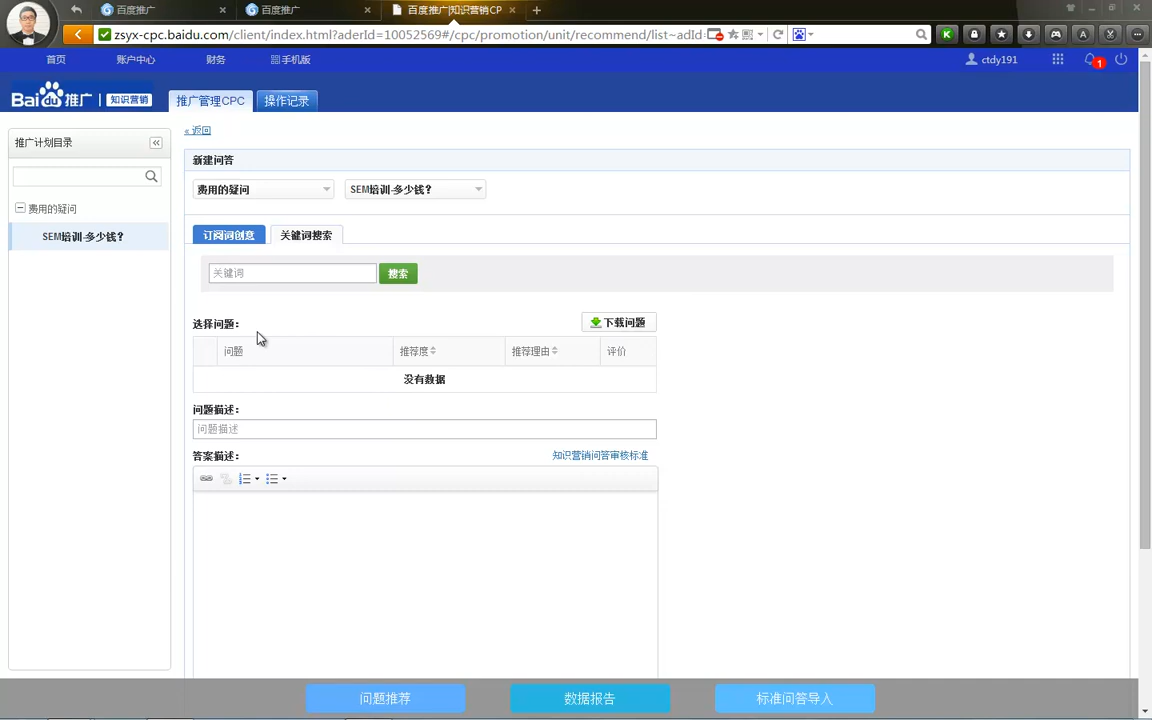 百度推广
百度推广
百度推广|知识营销CP
zsyx-cpc.baidu.com/client/index.html?aderId=10052569#/cpc/promotion/unit/recommend/list~adId
首页
账户中心
财务
手机版
ctdy191
1
Bai du 推广 | 知识营销
推广管理CPC
操作记录
推广计划目录
« 返回
新建问答
费用的疑问
SEM培训-多少钱？
费用的疑问
SEM培训-多少钱？
订阅词创意
关键词搜索
关键词
搜索
选择问题：
下载问题
问题
推荐度
推荐理由
评价
没有数据
问题描述：
问题描述
答案描述：
知识营销问答审核标准
问题推荐
数据报告
标准问答导入